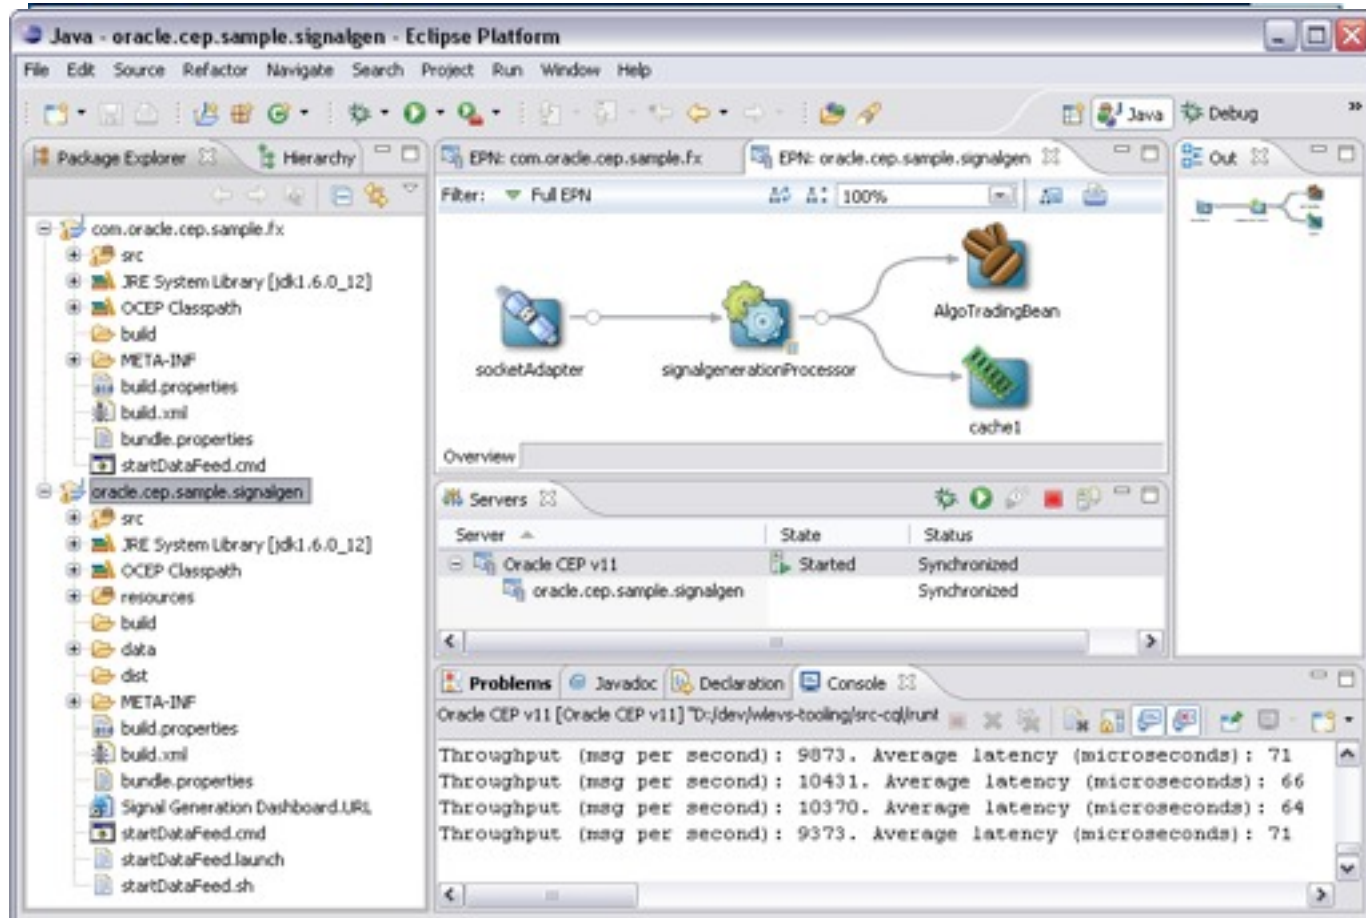 Java - oracle.cep.sample.signalgen - Eclipse Platform
File Edit Source Refactor Navigate Search Project Run Window Help
Java Debug »
Package Explorer Hierarchy
com.oracle.cep.sample.fx
src
JRE System Library [jdk1.6.0_12]
OCEP Classpath
build
META-INF
build.properties
build.xml
bundle.properties
startDataFeed.cmd
oracle.cep.sample.signalgen
src
JRE System Library [jdk1.6.0_12]
OCEP Classpath
resources
build
data
dist
META-INF
build.properties
build.xml
bundle.properties
Signal Generation Dashboard.URL
startDataFeed.cmd
startDataFeed.launch
startDataFeed.sh
EPN: com.oracle.cep.sample.fx EPN: oracle.cep.sample.signalgen
Filter: Full EPN 100%
socketAdapter
signalgenerationProcessor
AlgoTradingBean
cache1
Overview
Out
Servers
Server State Status
Oracle CEP v11 Started Synchronized
oracle.cep.sample.signalgen Synchronized
Problems Javadoc Declaration Console
Oracle CEP v11 [Oracle CEP v11] "D:/dev/wlevs-tooling/src-cql/runt
Throughput (msg per second): 9873. Average latency (microseconds): 71
Throughput (msg per second): 10431. Average latency (microseconds): 66
Throughput (msg per second): 10370. Average latency (microseconds): 64
Throughput (msg per second): 9373. Average latency (microseconds): 71